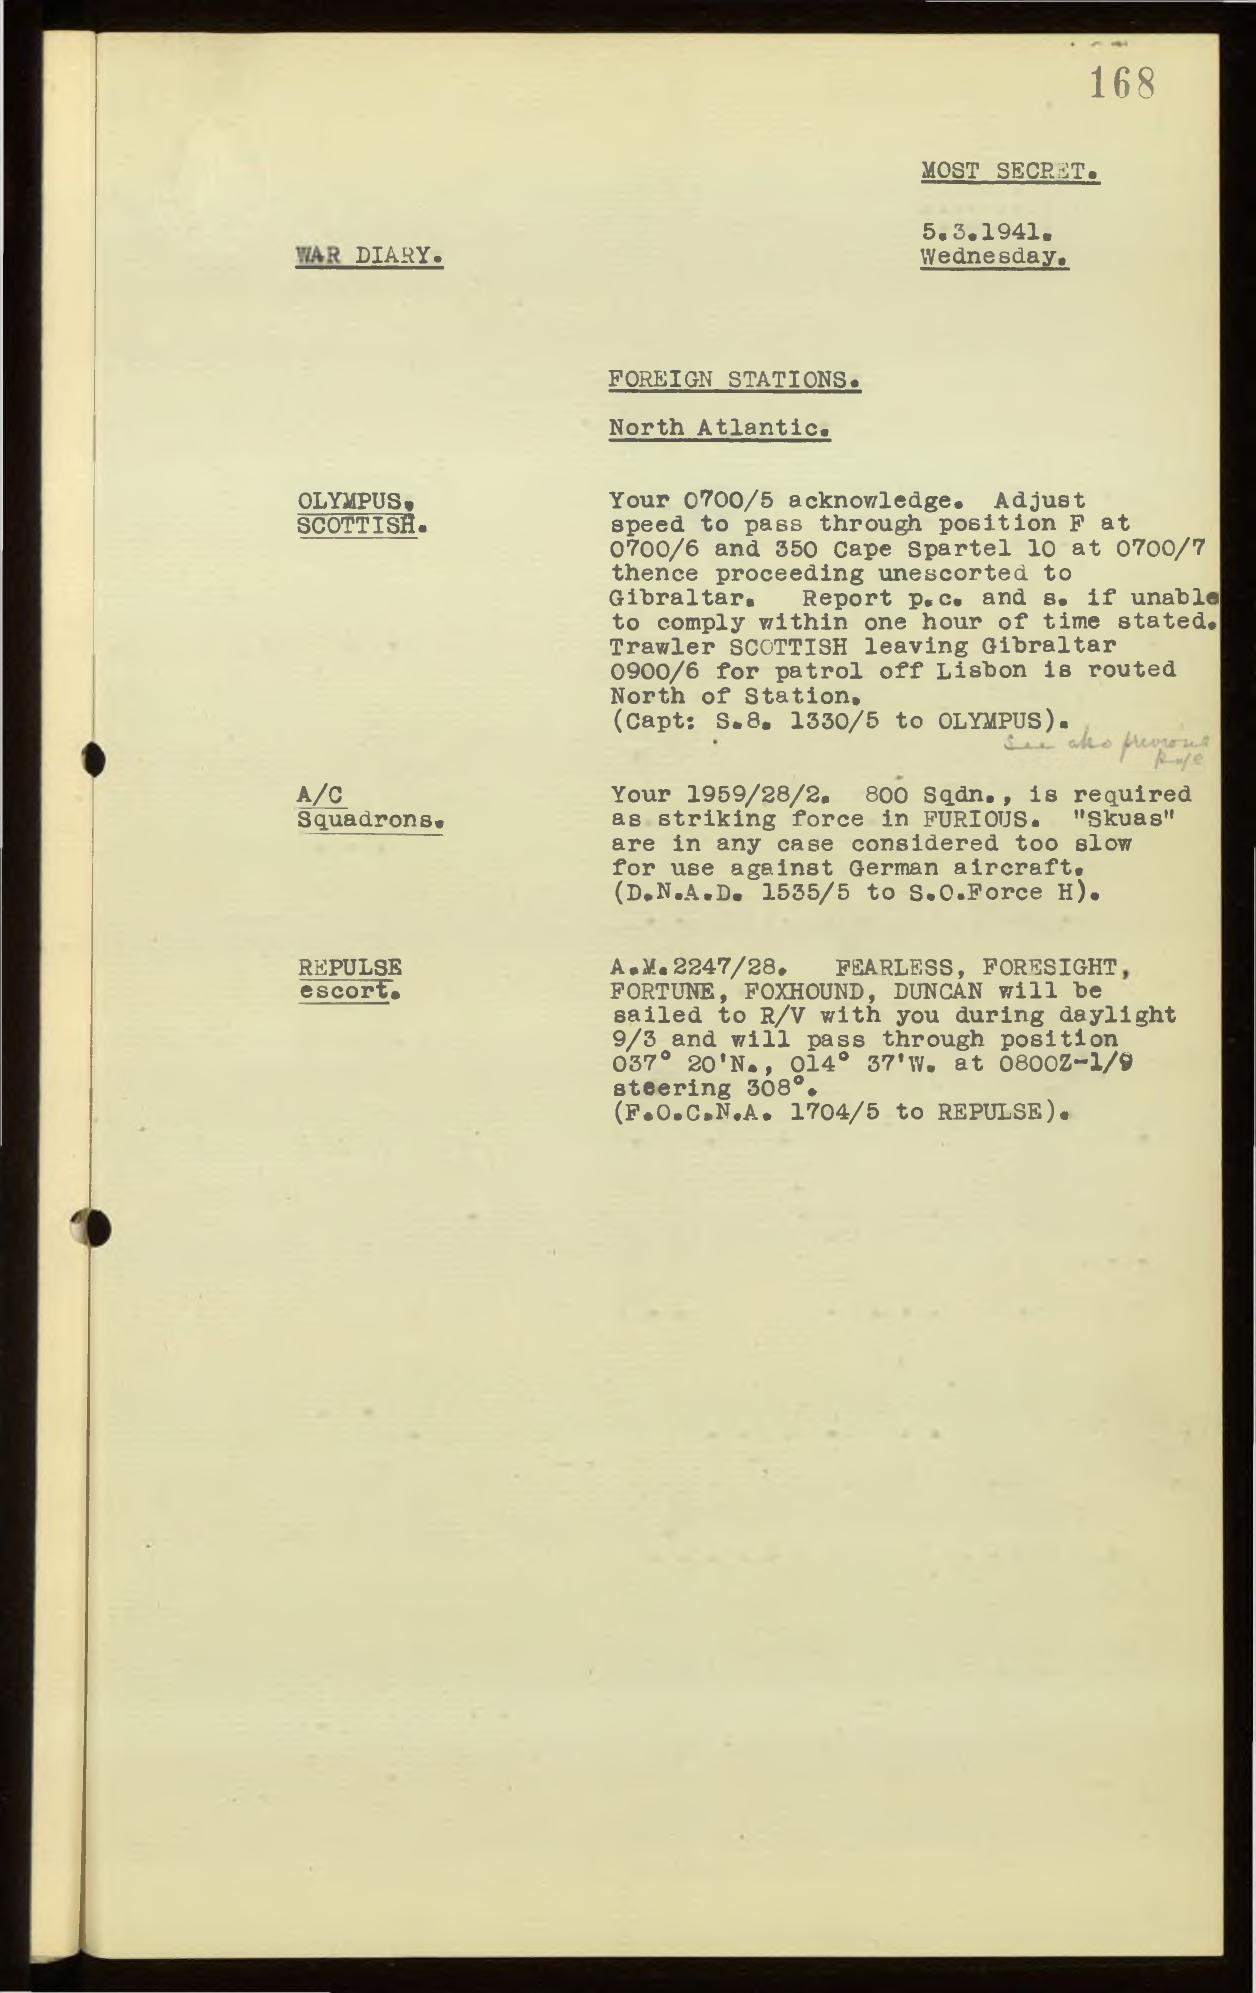 168
MOST SECRET.
5.3.1941.
Wednesday.
WAR DIARY.
FOREIGN STATIONS.
North Atlantic.
OLYMPUS.
SCOTTISH.
Your 0700/5 acknowledge. Adjust
speed to pass through position F at
0700/6 and 350 Cape Spartel 10 at 0700/7
thence proceeding unescorted to
Gibraltar. Report p.c. and s. if unable
to comply within one hour of time stated.
Trawler SCOTTISH leaving Gibraltar
0900/6 for patrol off Lisbon is routed
North of Station.
(Capt: S.8. 1330/5 to OLYMPUS).
See also previous
page
A/C
Squadrons.
Your 1959/28/2. 800 Sqdn., is required
as striking force in FURIOUS. "Skuas"
are in any case considered too slow
for use against German aircraft.
(D.N.A.D. 1535/5 to S.O.Force H).
REPULSE
escort.
A.M.2247/28. FEARLESS, FORESIGHT,
FORTUNE, FOXHOUND, DUNCAN will be
sailed to R/V with you during daylight
9/3 and will pass through position
037° 20'N., 014° 37'W. at 0800Z-1/9
steering 308°.
(F.O.C.N.A. 1704/5 to REPULSE).